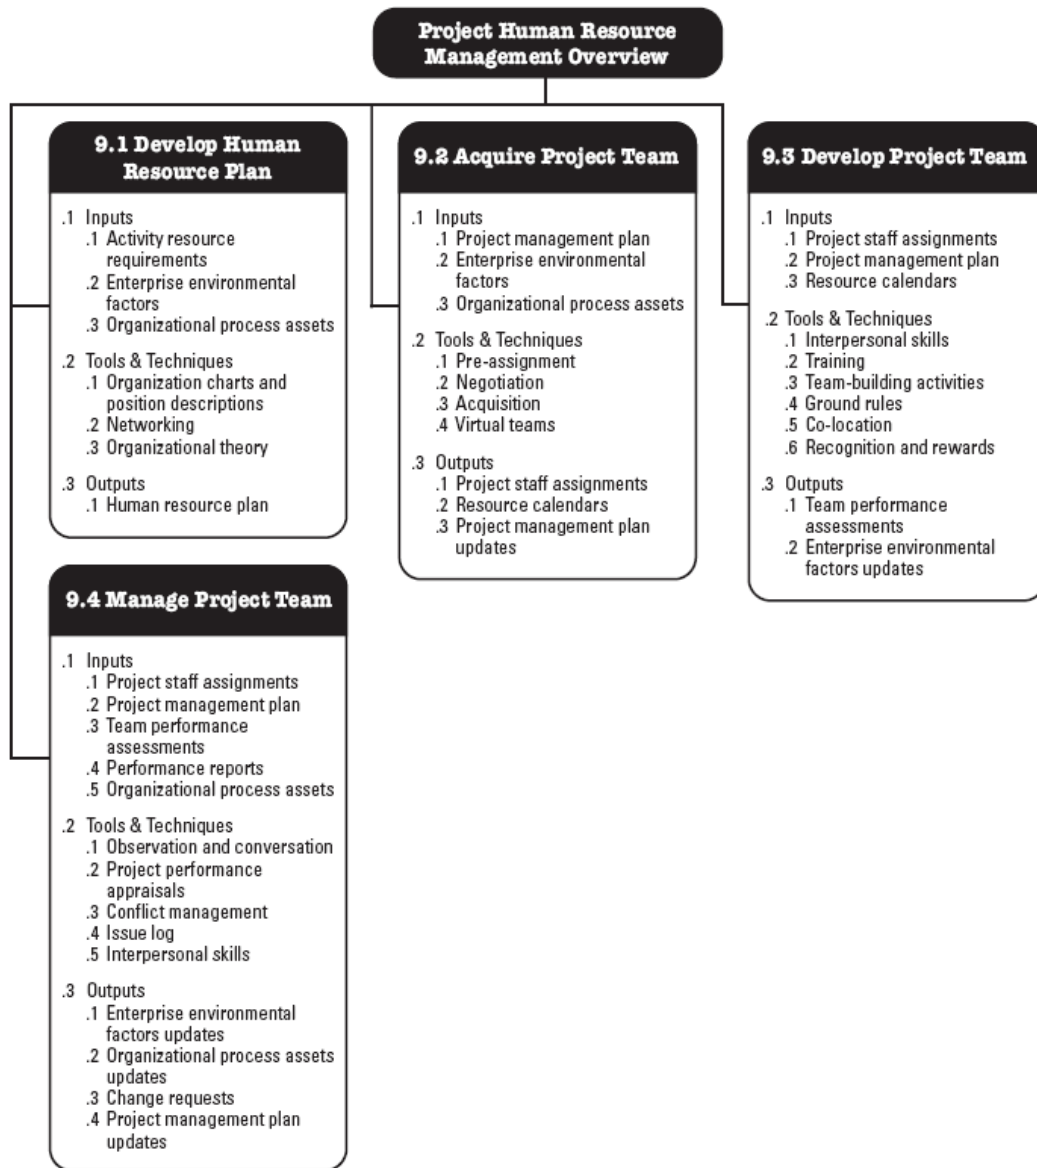 Project Human Resource
Management Overview
9.1 Develop Human
Resource Plan
.1 Inputs
.1 Activity resource
requirements
.2 Enterprise environmental
factors
.3 Organizational process assets
.2 Tools & Techniques
.1 Organization charts and
position descriptions
.2 Networking
.3 Organizational theory
.3 Outputs
.1 Human resource plan
9.2 Acquire Project Team
.1 Inputs
.1 Project management plan
.2 Enterprise environmental
factors
.3 Organizational process assets
.2 Tools & Techniques
.1 Pre-assignment
.2 Negotiation
.3 Acquisition
.4 Virtual teams
.3 Outputs
.1 Project staff assignments
.2 Resource calendars
.3 Project management plan
updates
9.3 Develop Project Team
.1 Inputs
.1 Project staff assignments
.2 Project management plan
.3 Resource calendars
.2 Tools & Techniques
.1 Interpersonal skills
.2 Training
.3 Team-building activities
.4 Ground rules
.5 Co-location
.6 Recognition and rewards
.3 Outputs
.1 Team performance
assessments
.2 Enterprise environmental
factors updates
9.4 Manage Project Team
.1 Inputs
.1 Project staff assignments
.2 Project management plan
.3 Team performance
assessments
.4 Performance reports
.5 Organizational process assets
.2 Tools & Techniques
.1 Observation and conversation
.2 Project performance
appraisals
.3 Conflict management
.4 Issue log
.5 Interpersonal skills
.3 Outputs
.1 Enterprise environmental
factors updates
.2 Organizational process assets
updates
.3 Change requests
.4 Project management plan
updates